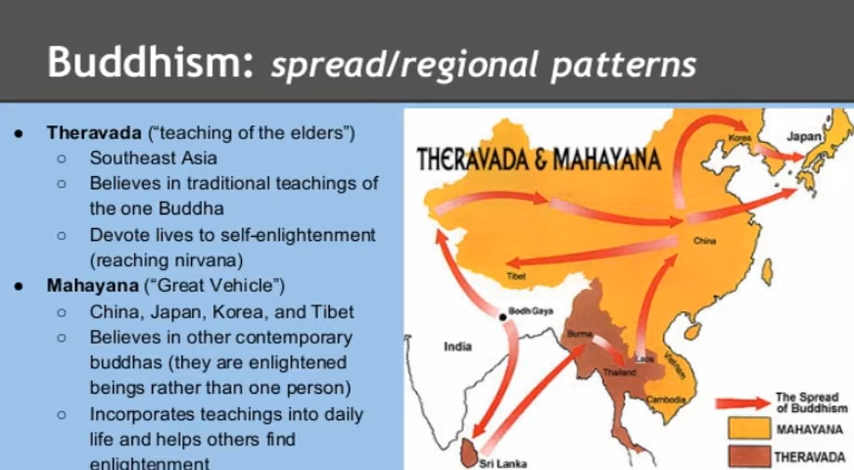 Buddhism: spread/regional patterns
● Theravada (“teaching of the elders”)
○ Southeast Asia
○ Believes in traditional teachings of
the one Buddha
○ Devote lives to self-enlightenment
(reaching nirvana)
● Mahayana (“Great Vehicle”)
○ China, Japan, Korea, and Tibet
○ Believes in other contemporary
buddhas (they are enlightened
beings rather than one person)
○ Incorporates teachings into daily
life and helps others find
enlightenment
THERAVADA & MAHAYANA
Korea
Japan
China
Tibet
Bodh Gaya
India
Burma
Laos
Thailand
Vietnam
Cambodia
Sri Lanka
The Spread
of Buddhism
MAHAYANA
THERAVADA